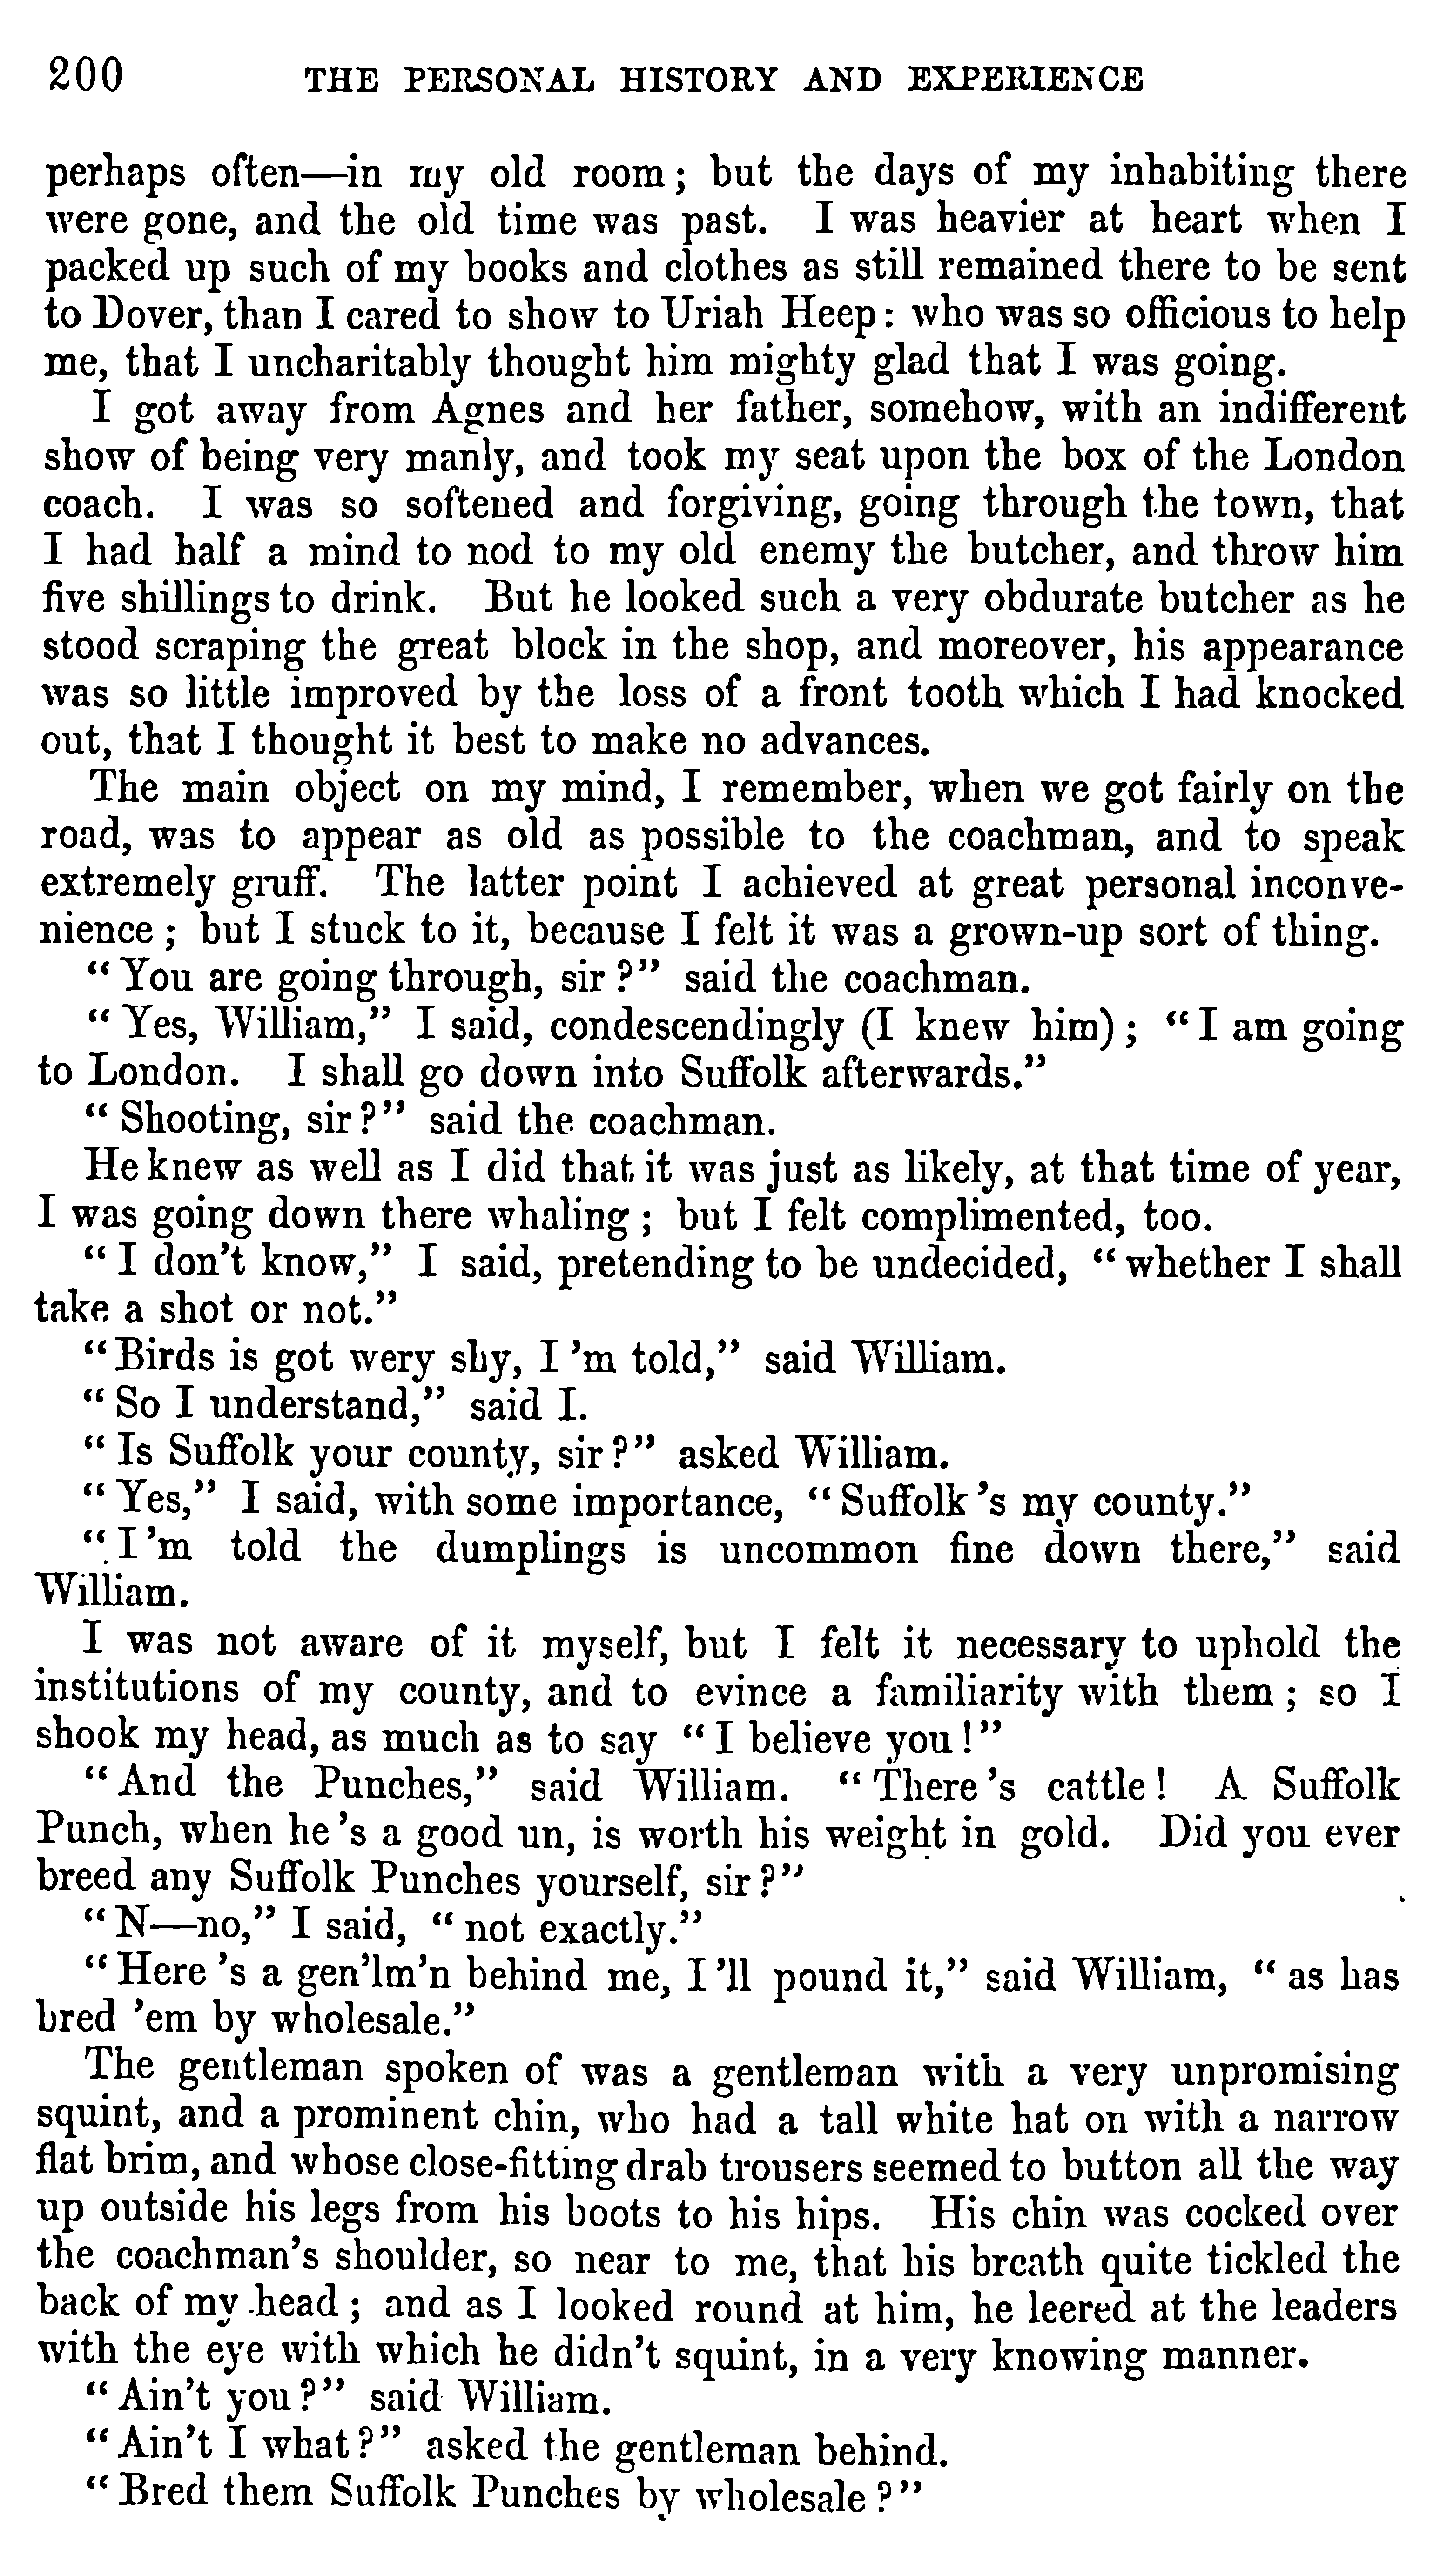 200 THE PERSONAL HISTORY AND EXPERIENCE
perhaps often—in my old room; but the days of my inhabiting there
were gone, and the old time was past. I was heavier at heart when I
packed up such of my books and clothes as still remained there to be sent
to Dover, than I cared to show to Uriah Heep: who was so officious to help
me, that I uncharitably thought him mighty glad that I was going.
I got away from Agnes and her father, somehow, with an indifferent
show of being very manly, and took my seat upon the box of the London
coach. I was so softened and forgiving, going through the town, that
I had half a mind to nod to my old enemy the butcher, and throw him
five shillings to drink. But he looked such a very obdurate butcher as he
stood scraping the great block in the shop, and moreover, his appearance
was so little improved by the loss of a front tooth which I had knocked
out, that I thought it best to make no advances.
The main object on my mind, I remember, when we got fairly on the
road, was to appear as old as possible to the coachman, and to speak
extremely gruff. The latter point I achieved at great personal inconve-
nience; but I stuck to it, because I felt it was a grown-up sort of thing.
"You are going through, sir?" said the coachman.
"Yes, William," I said, condescendingly (I knew him); "I am going
to London. I shall go down into Suffolk afterwards."
"Shooting, sir?" said the coachman.
He knew as well as I did that it was just as likely, at that time of year,
I was going down there whaling; but I felt complimented, too.
"I don't know," I said, pretending to be undecided, "whether I shall
take a shot or not."
"Birds is got wery shy, I'm told," said William.
"So I understand," said I.
"Is Suffolk your county, sir?" asked William.
"Yes," I said, with some importance, "Suffolk's my county."
"I'm told the dumplings is uncommon fine down there," said
William.
I was not aware of it myself, but I felt it necessary to uphold the
institutions of my county, and to evince a familiarity with them; so I
shook my head, as much as to say "I believe you!"
"And the Punches," said William. "There's cattle! A Suffolk
Punch, when he's a good un, is worth his weight in gold. Did you ever
breed any Suffolk Punches yourself, sir?"
"N—no," I said, "not exactly."
"Here's a gen'lm'n behind me, I'll pound it," said William, "as has
bred 'em by wholesale."
The gentleman spoken of was a gentleman with a very unpromising
squint, and a prominent chin, who had a tall white hat on with a narrow
flat brim, and whose close-fitting drab trousers seemed to button all the way
up outside his legs from his boots to his hips. His chin was cocked over
the coachman's shoulder, so near to me, that his breath quite tickled the
back of my head; and as I looked round at him, he leered at the leaders
with the eye with which he didn't squint, in a very knowing manner.
"Ain't you?" said William.
"Ain't I what?" asked the gentleman behind.
"Bred them Suffolk Punches by wholesale?"